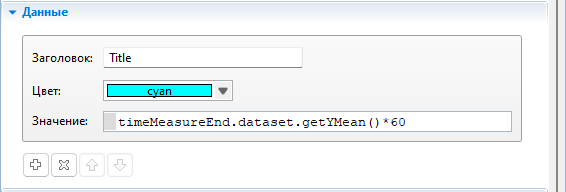 Данные
Заголовок: Title
Цвет: cyan
Значение: timeMeasureEnd.dataset.getYMean()*60